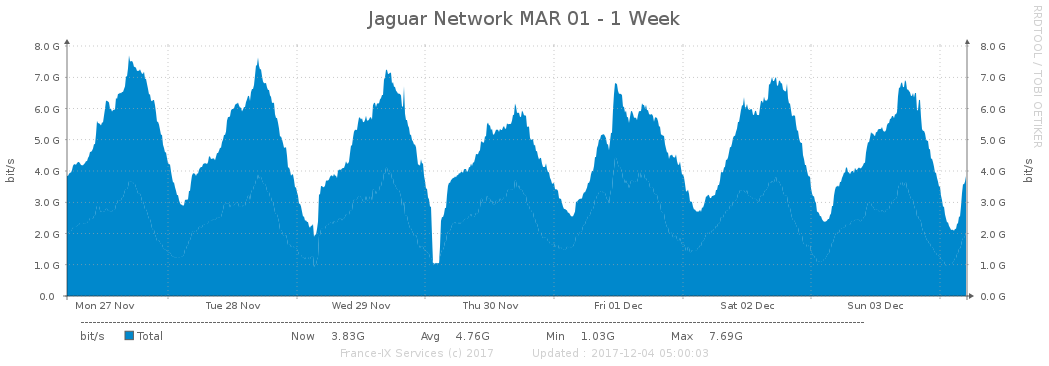 Jaguar Network MAR 01 - 1 Week
RRDTOOL / TOBI OETIKER
8.0 G 8.0 G
7.0 G 7.0 G
6.0 G 6.0 G
5.0 G 5.0 G
4.0 G 4.0 G
3.0 G 3.0 G
2.0 G 2.0 G
1.0 G 1.0 G
0.0 0.0 G
bit/s bit/s
Mon 27 Nov Tue 28 Nov Wed 29 Nov Thu 30 Nov Fri 01 Dec Sat 02 Dec Sun 03 Dec
bit/s Total Now 3.83G Avg 4.76G Min 1.03G Max 7.69G
France-IX Services (c) 2017 Updated : 2017-12-04 05:00:03